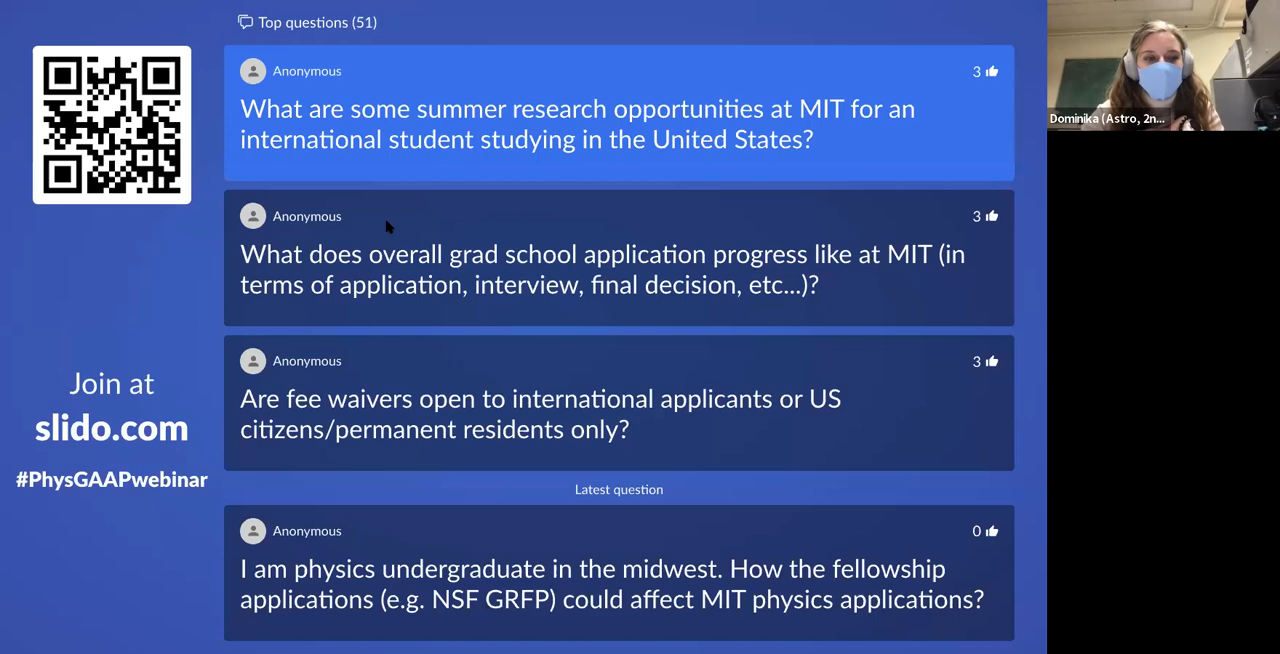 Top questions (51)
Anonymous
3
What are some summer research opportunities at MIT for an
international student studying in the United States?
Anonymous
3
What does overall grad school application progress like at MIT (in
terms of application, interview, final decision, etc...)?
Anonymous
3
Are fee waivers open to international applicants or US
citizens/permanent residents only?
Latest question
Anonymous
0
I am physics undergraduate in the midwest. How the fellowship
applications (e.g. NSF GRFP) could affect MIT physics applications?
Join at
slido.com
#PhysGAAPwebinar
Dominika (Astro, 2n...